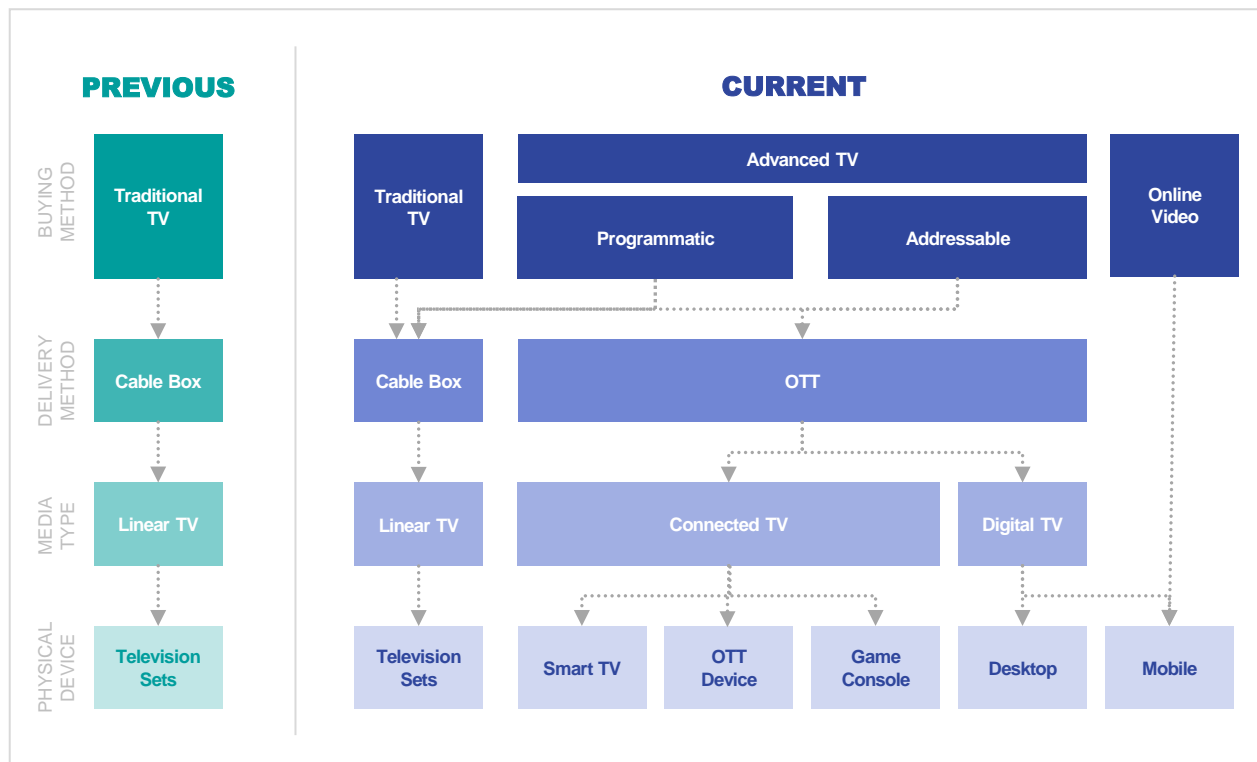 PREVIOUS
CURRENT
BUYING
METHOD
Traditional
TV
Traditional
TV
Advanced TV
Programmatic
Addressable
Online
Video
DELIVERY
METHOD
Cable Box
Cable Box
OTT
MEDIA
TYPE
Linear TV
Linear TV
Connected TV
Digital TV
PHYSICAL
DEVICE
Television
Sets
Television
Sets
Smart TV
OTT
Device
Game
Console
Desktop
Mobile